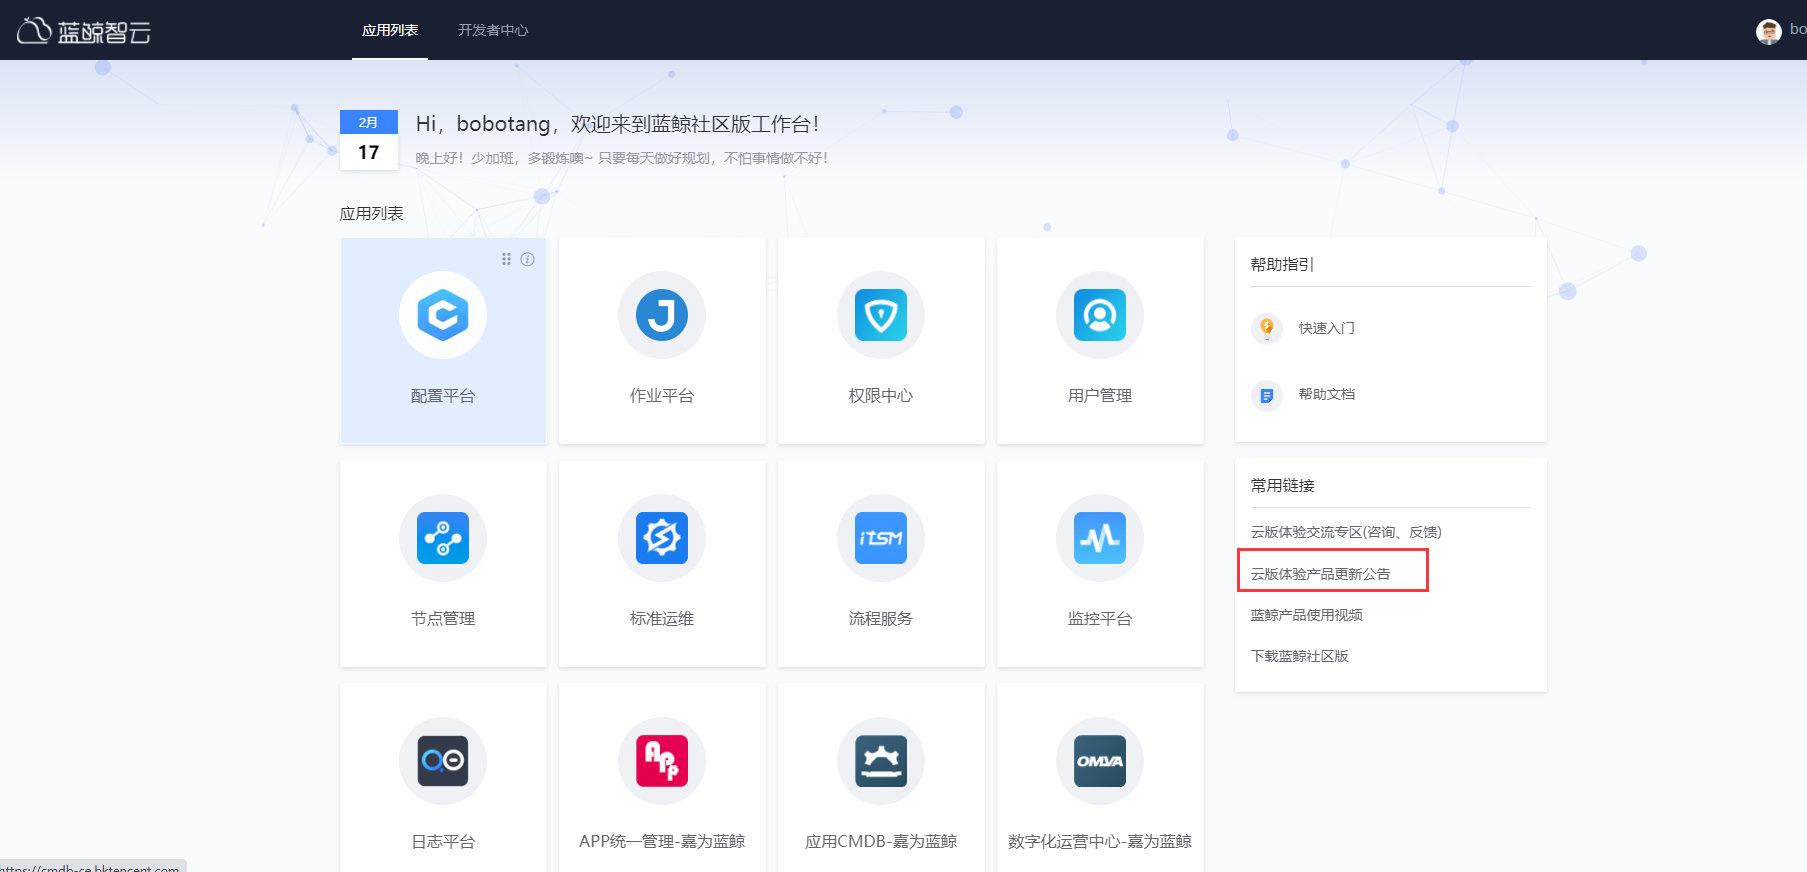 蓝鲸智云
应用列表
开发者中心
bo
2月
17
Hi，bobotang，欢迎来到蓝鲸社区版工作台！
晚上好！少加班，多锻炼噢~ 只要每天做好规划，不怕事情做不好！
应用列表
配置平台
作业平台
权限中心
用户管理
节点管理
标准运维
iTSM
流程服务
监控平台
日志平台
APP
APP统一管理-嘉为蓝鲸
应用CMDB-嘉为蓝鲸
OMVA
数字化运营中心-嘉为蓝鲸
帮助指引
快速入门
帮助文档
常用链接
云版体验交流专区(咨询、反馈)
云版体验产品更新公告
蓝鲸产品使用视频
下载蓝鲸社区版
https://cmdb-ce.bktencent.com